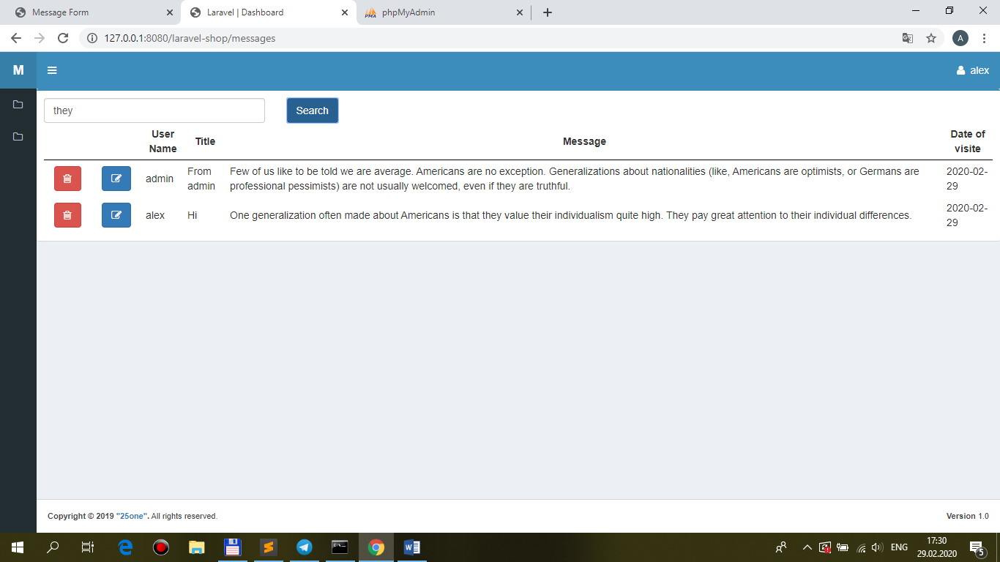 Message Form
Laravel | Dashboard
PMA
phpMyAdmin
127.0.0.1:8080/laravel-shop/messages
A
M
alex
they
Search
User Name
Title
Message
Date of visite
admin
From admin
Few of us like to be told we are average. Americans are no exception. Generalizations about nationalities (like, Americans are optimists, or Germans are
professional pessimists) are not usually welcomed, even if they are truthful.
2020-02-
29
alex
Hi
One generalization often made about Americans is that they value their individualism quite high. They pay great attention to their individual differences.
2020-02-
29
Copyright © 2019 "25one". All rights reserved.
Version 1.0
ENG
17:30
29.02.2020
5